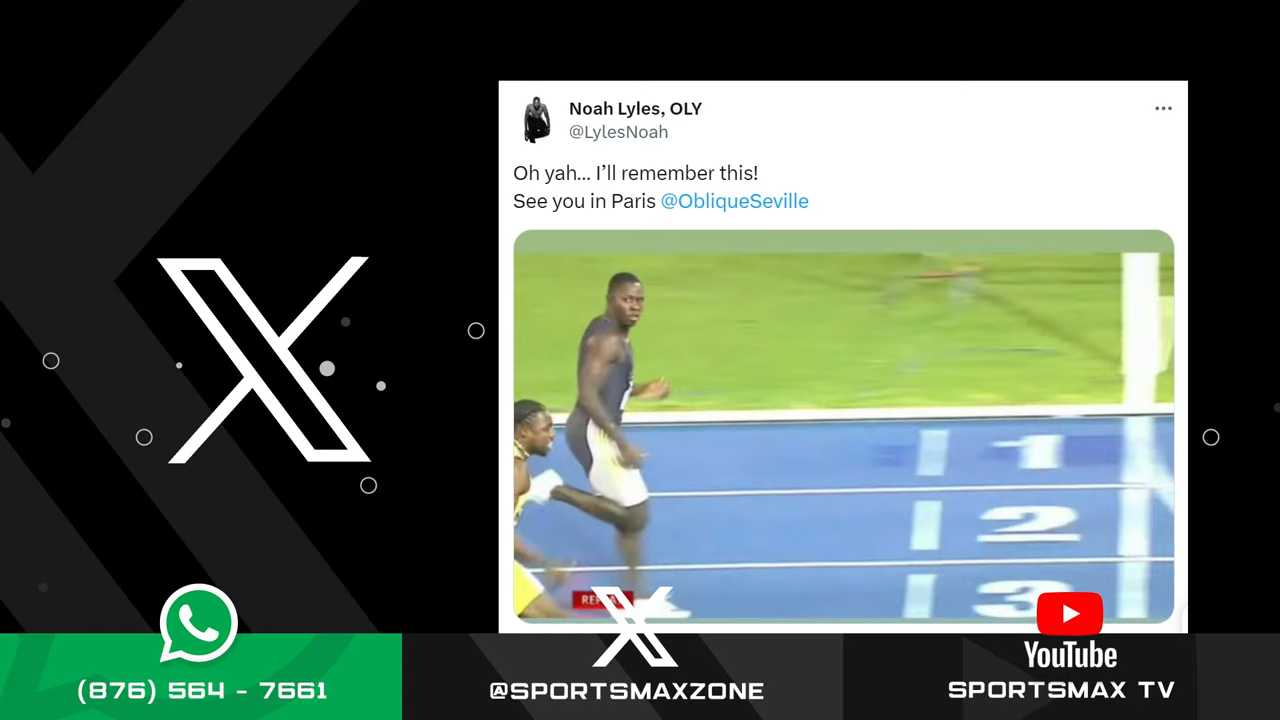 Noah Lyles, OLY
@LylesNoah
Oh yah... I’ll remember this!
See you in Paris @ObliqueSeville
1
2
3
(876) 564 - 7661
@SPORTSMAXZONE
YouTube
SPORTSMAX TV